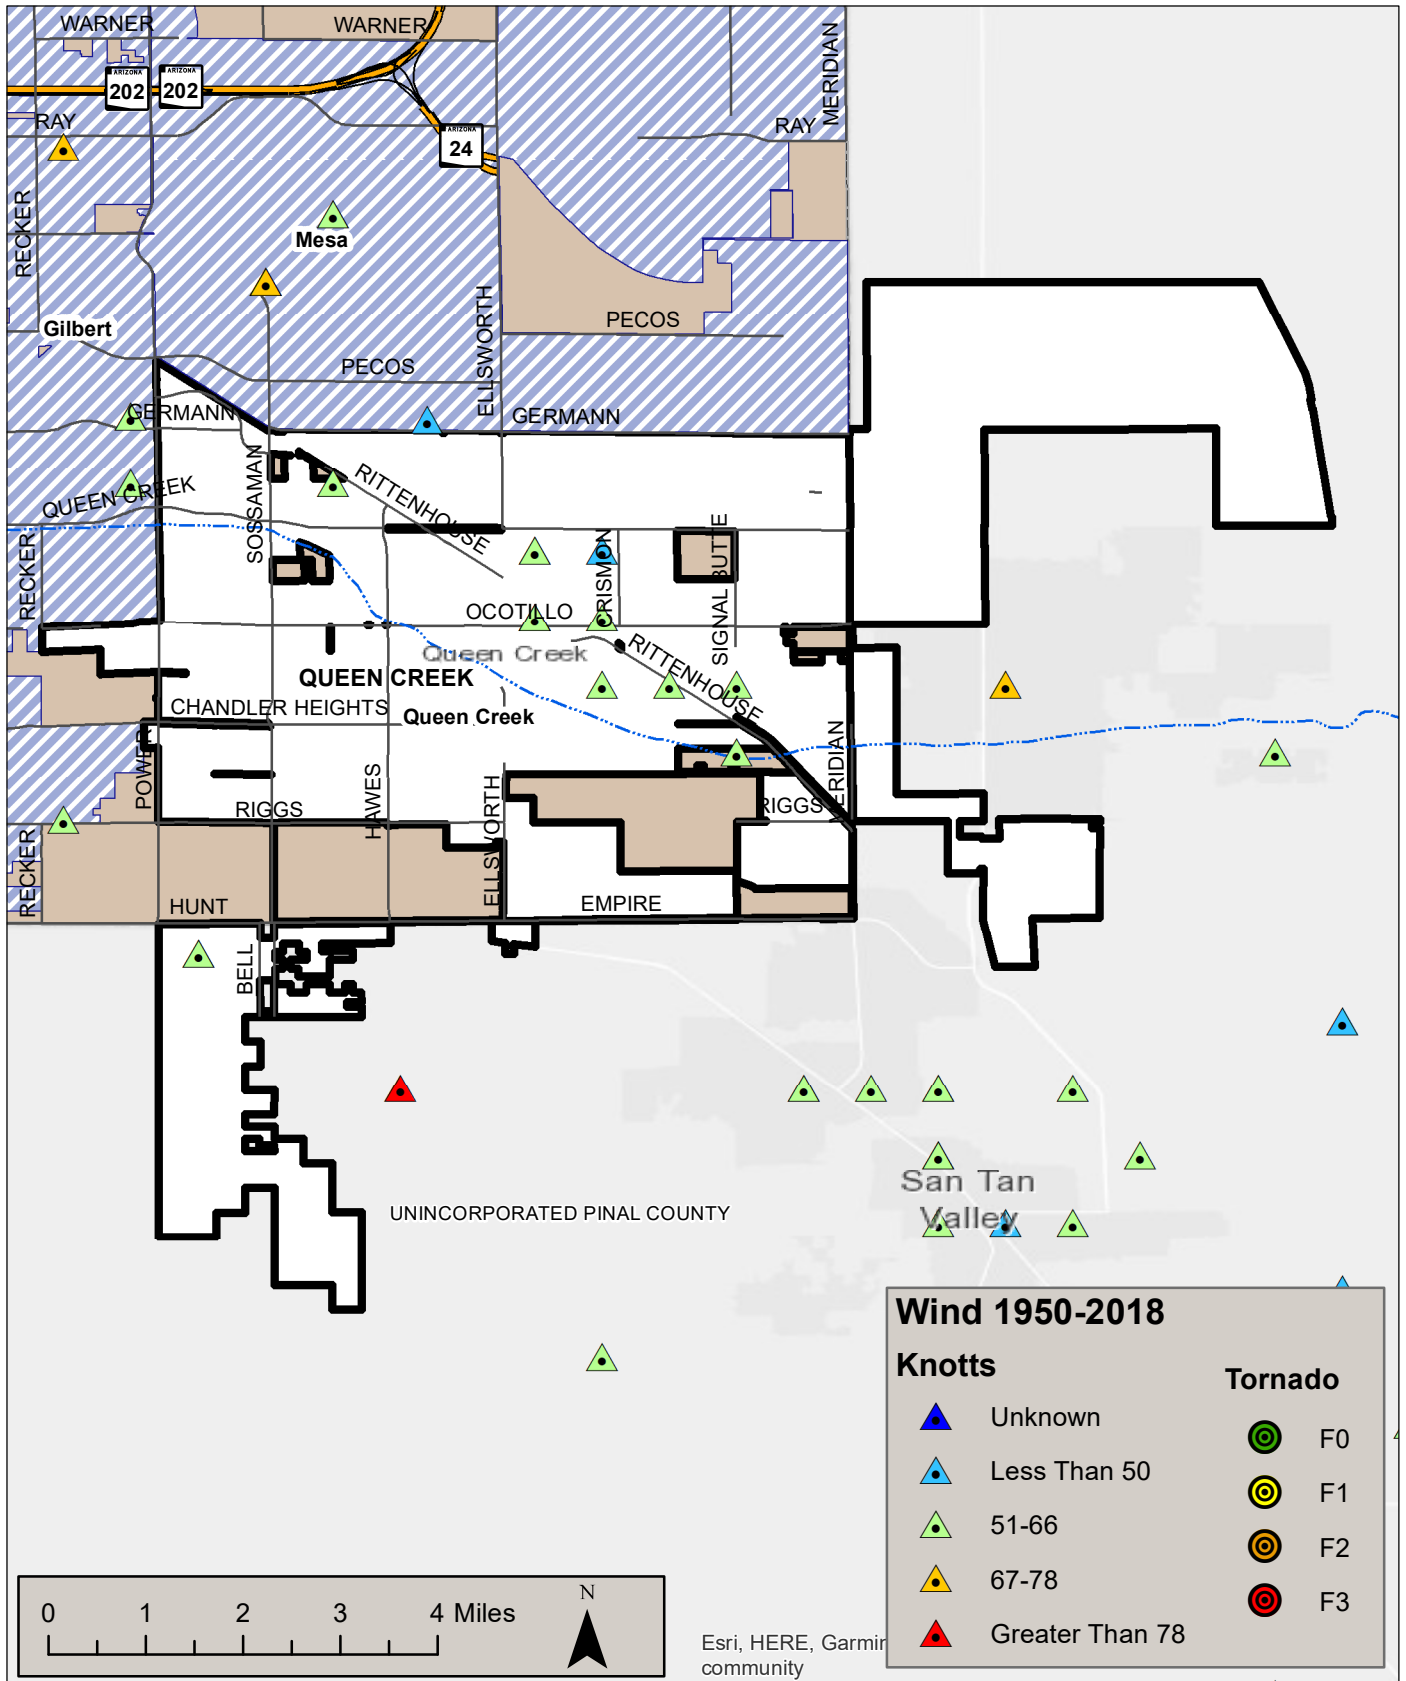 WARNER
WARNER
MERIDIAN
ARIZONA
202
ARIZONA
202
RAY
ARIZONA
24
RAY
RECKER
Mesa
Gilbert
ELLSWORTH
PECOS
PECOS
GERMANN
GERMANN
SOSSAMAN
QUEEN CREEK
RITTENHOUSE
RECKER
CRISMON
SIGNAL BUTTE
OCOTILLO
Queen Creek
RITTENHOUSE
QUEEN CREEK
CHANDLER HEIGHTS
Queen Creek
POWER
MERIDIAN
HAWES
ELLSWORTH
RIGGS
RIGGS
RECKER
HUNT
EMPIRE
BELL
San Tan
Valley
UNINCORPORATED PINAL COUNTY
Wind 1950-2018
Knotts
Tornado
Unknown
F0
Less Than 50
F1
51-66
F2
67-78
F3
Greater Than 78
0 1 2 3 4 Miles
N
Esri, HERE, Garmin
community